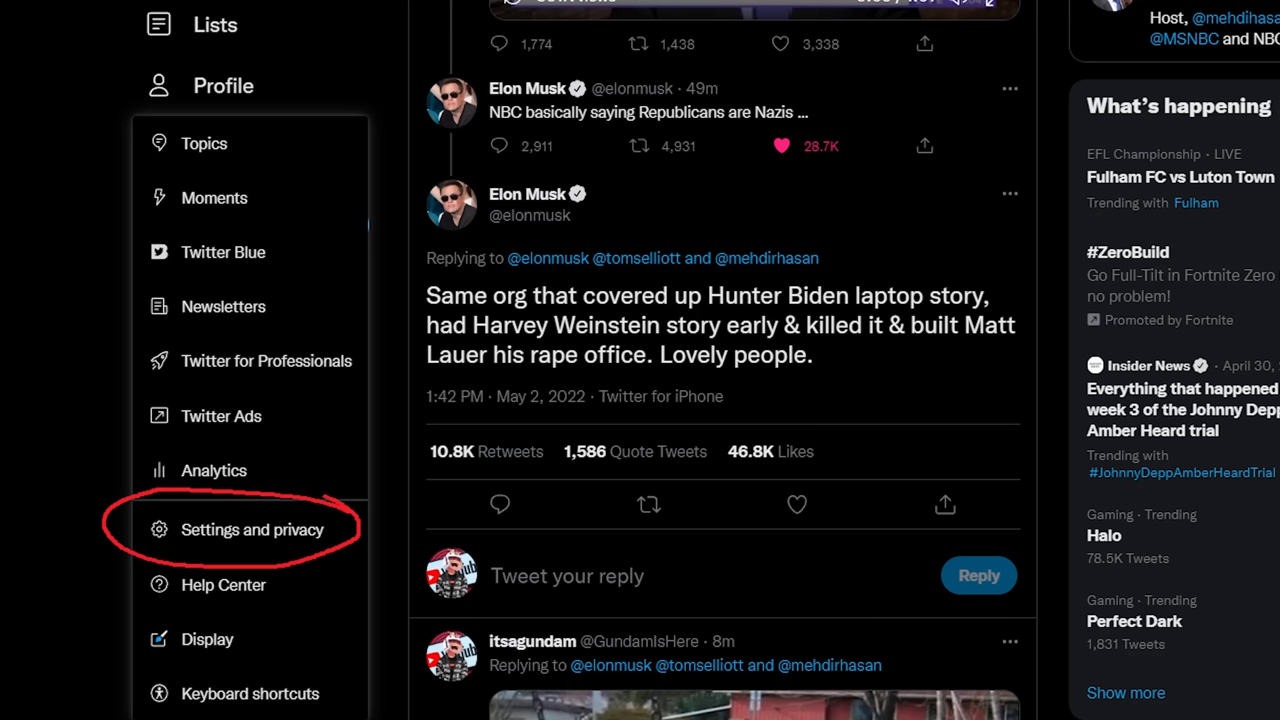 Lists
Profile
Topics
Moments
Twitter Blue
Newsletters
Twitter for Professionals
Twitter Ads
Analytics
Settings and privacy
Help Center
Display
Keyboard shortcuts
1,774 1,438 3,338
Elon Musk @elonmusk · 49m
NBC basically saying Republicans are Nazis ...
2,911 4,931 28.7K
Elon Musk
@elonmusk
Replying to @elonmusk @tomselliott and @mehdirhasan
Same org that covered up Hunter Biden laptop story,
had Harvey Weinstein story early & killed it & built Matt
Lauer his rape office. Lovely people.
1:42 PM · May 2, 2022 · Twitter for iPhone
10.8K Retweets 1,586 Quote Tweets 46.8K Likes
Tweet your reply
Reply
itsagundam @GundamIsHere · 8m
Replying to @elonmusk @tomselliott and @mehdirhasan
Host, @mehdihasa
@MSNBC and NBC
What's happening
EFL Championship · LIVE
Fulham FC vs Luton Town
Trending with Fulham
#ZeroBuild
Go Full-Tilt in Fortnite Zero
no problem!
Promoted by Fortnite
Insider News · April 30,
Everything that happened
week 3 of the Johnny Depp
Amber Heard trial
Trending with
#JohnnyDeppAmberHeardTrial
Gaming · Trending
Halo
78.5K Tweets
Gaming · Trending
Perfect Dark
1,831 Tweets
Show more